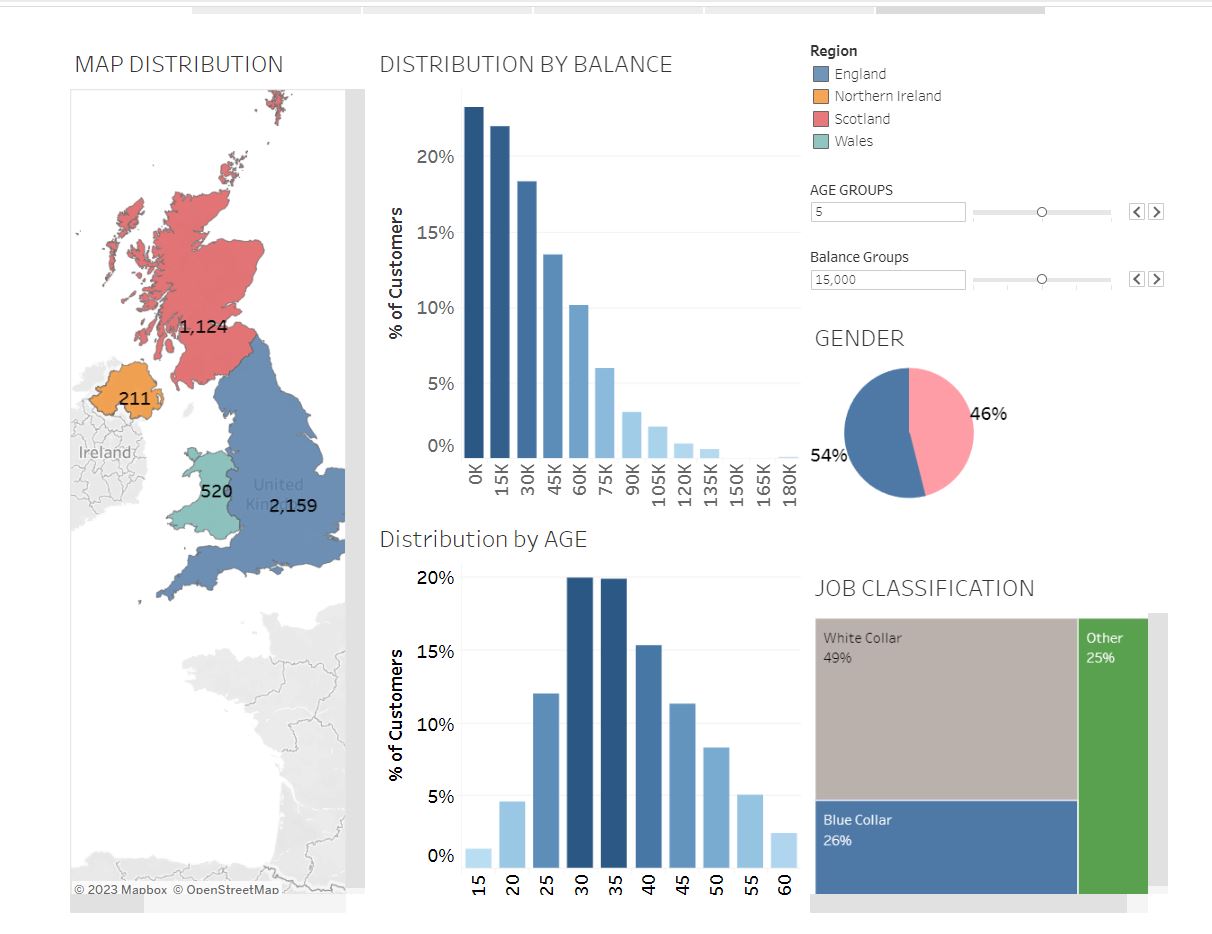 MAP DISTRIBUTION
1,124
211
Ireland
520
United
2,159
© 2023 Mapbox © OpenStreetMap
DISTRIBUTION BY BALANCE
% of Customers
20%
15%
10%
5%
0%
0K
15K
30K
45K
60K
75K
90K
105K
120K
135K
150K
165K
180K
Distribution by AGE
% of Customers
20%
15%
10%
5%
0%
15
20
25
30
35
40
45
50
55
60
Region
England
Northern Ireland
Scotland
Wales
AGE GROUPS
5
Balance Groups
15,000
GENDER
46%
54%
JOB CLASSIFICATION
White Collar
49%
Other
25%
Blue Collar
26%